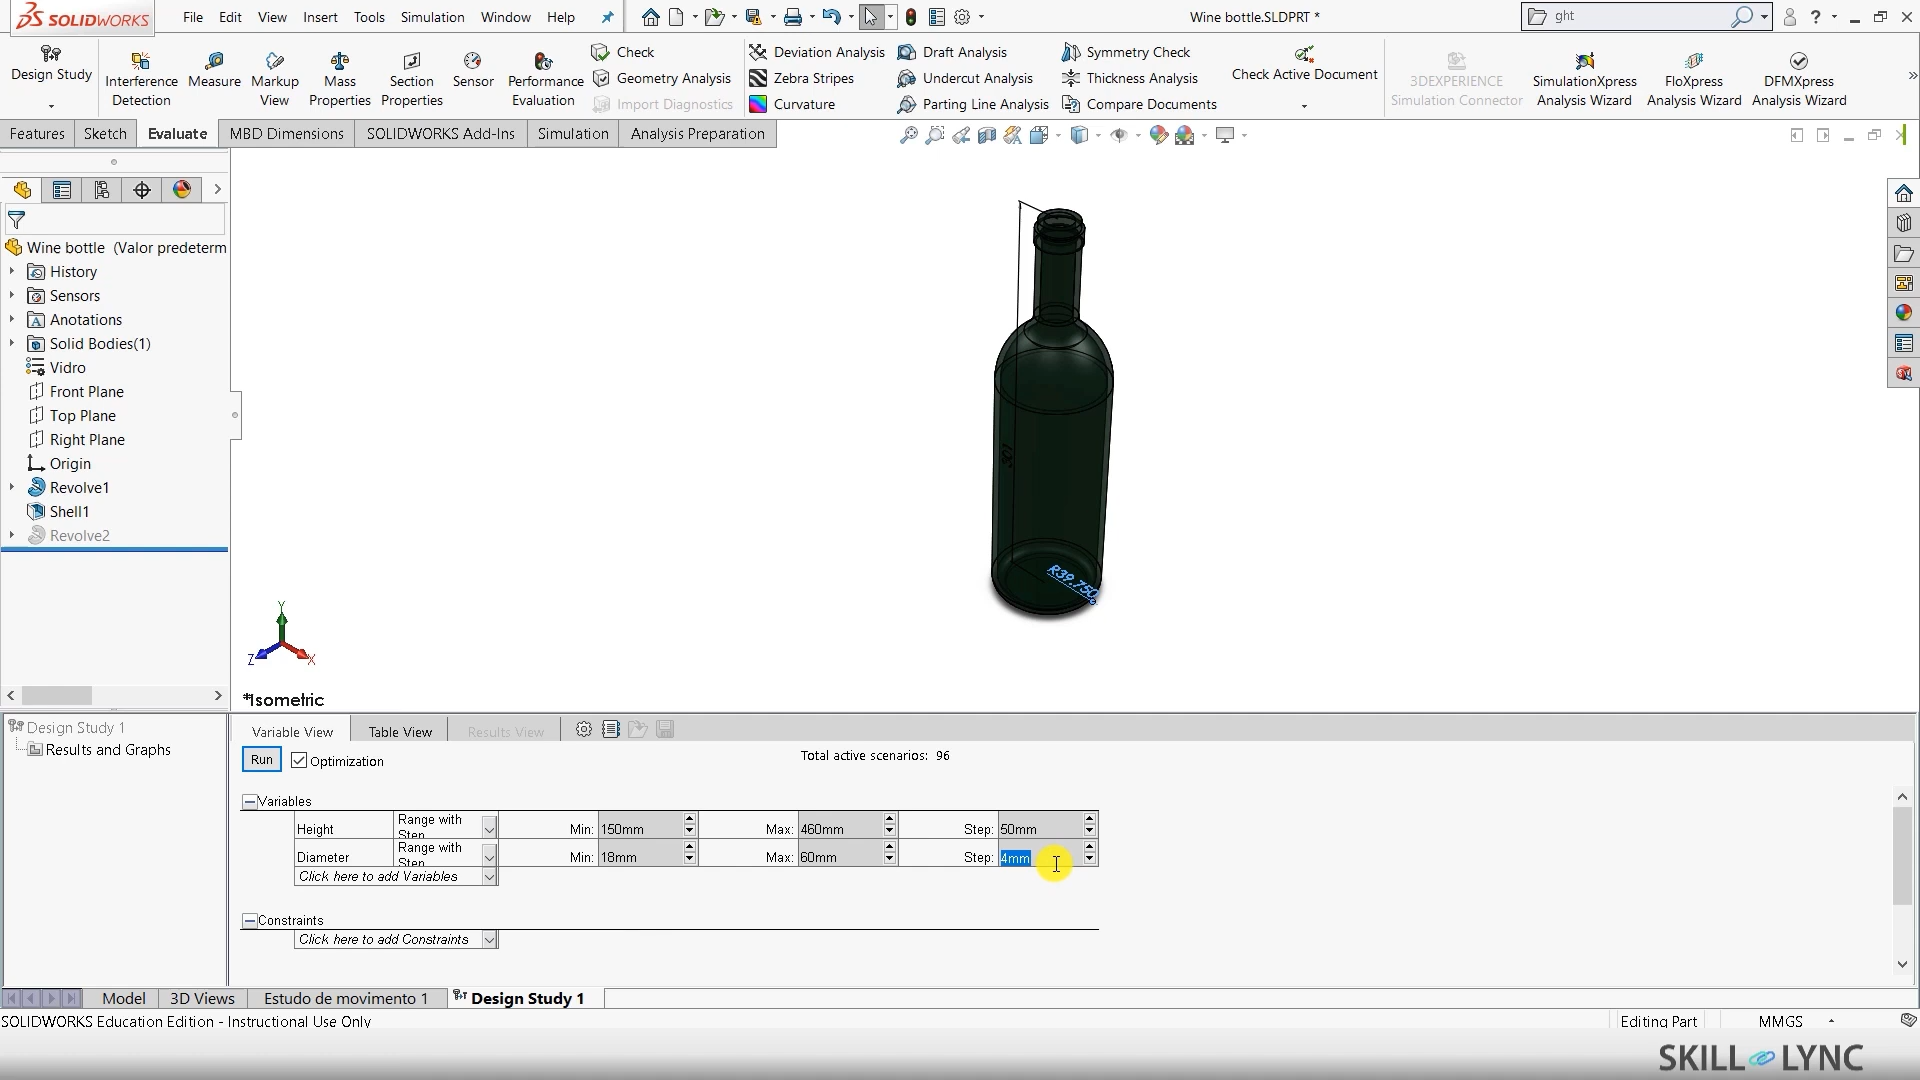 SOLIDWORKS
File Edit View Insert Tools Simulation Window Help
Wine bottle.SLDPRT *
ght
Design Study
Interference Detection
Measure
Markup View
Mass Properties
Section Properties
Sensor
Performance Evaluation
Check
Geometry Analysis
Import Diagnostics
Deviation Analysis
Zebra Stripes
Curvature
Draft Analysis
Undercut Analysis
Parting Line Analysis
Symmetry Check
Thickness Analysis
Compare Documents
Check Active Document
3DEXPERIENCE Simulation Connector
SimulationXpress Analysis Wizard
FloXpress Analysis Wizard
DFMXpress Analysis Wizard
Features Sketch Evaluate MBD Dimensions SOLIDWORKS Add-Ins Simulation Analysis Preparation
Wine bottle (Valor predeterm
History
Sensors
Anotations
Solid Bodies(1)
Vidro
Front Plane
Top Plane
Right Plane
Origin
Revolve1
Shell1
Revolve2
R39.750
Y
Z
X
*Isometric
Design Study 1
Results and Graphs
Variable View Table View Results View
Run Optimization Total active scenarios: 96
Variables
Height Range with Step Min: 150mm Max: 460mm Step: 50mm
Diameter Range with Step Min: 18mm Max: 60mm Step: 4mm
Click here to add Variables
Constraints
Click here to add Constraints
Model 3D Views Estudo de movimento 1 Design Study 1
SOLIDWORKS Education Edition - Instructional Use Only
Editing Part MMGS
SKILL LYNC